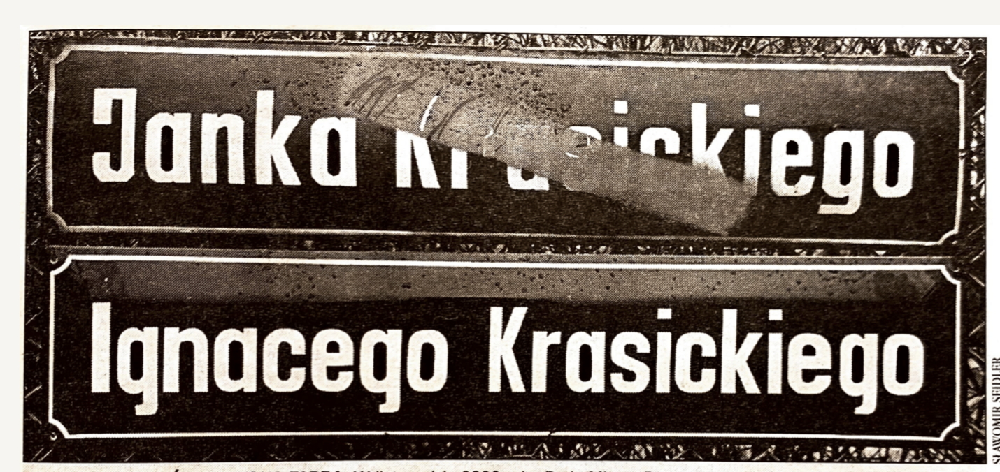 Janka Krasickiego
Ignacego Krasickiego
SŁAWOMIR SEIDLER